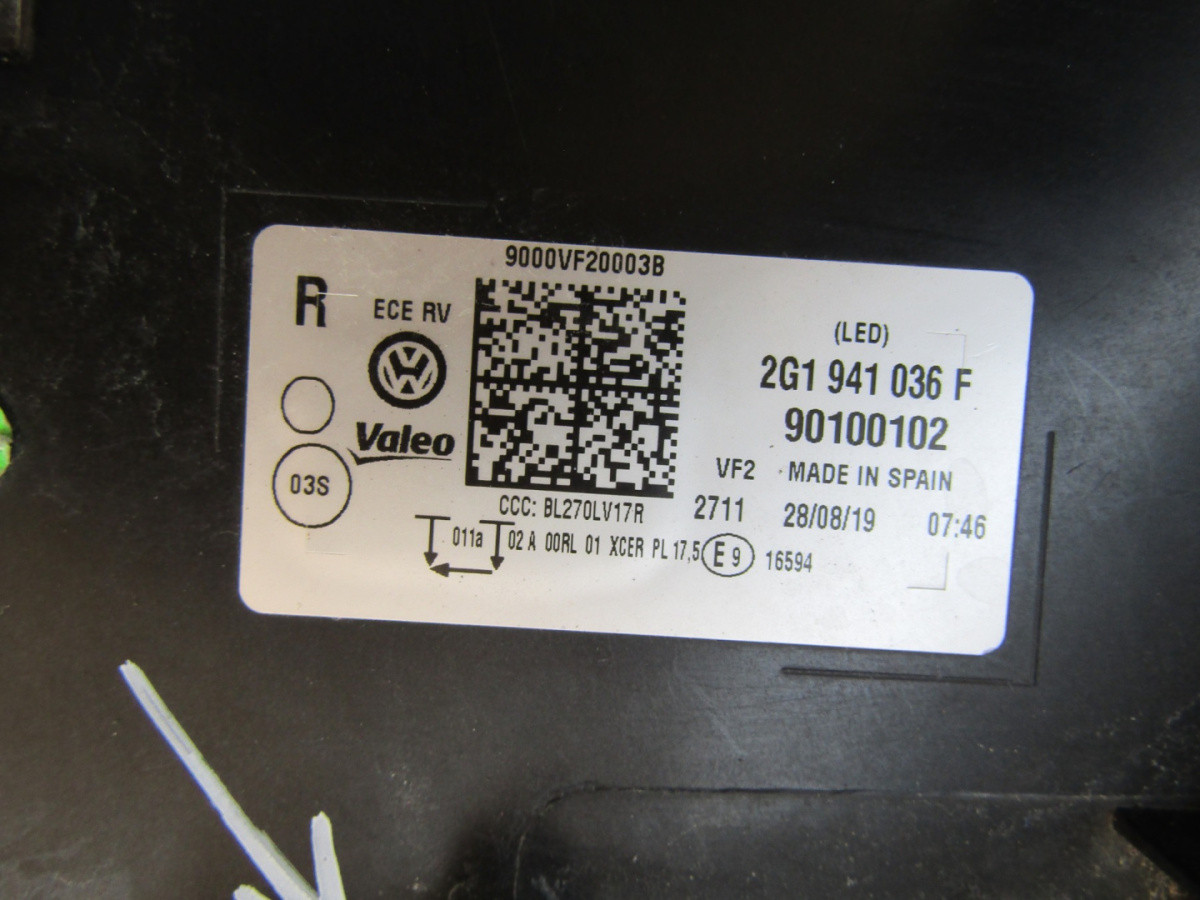 9000VF20003B
R
ECE RV
(LED)
2G1 941 036 F
Valeo
90100102
03S
VF2 MADE IN SPAIN
CCC: BL270LV17R
2711 28/08/19 07:46
011a 02 A 00RL 01 XCER PL 17,5 E 9 16594